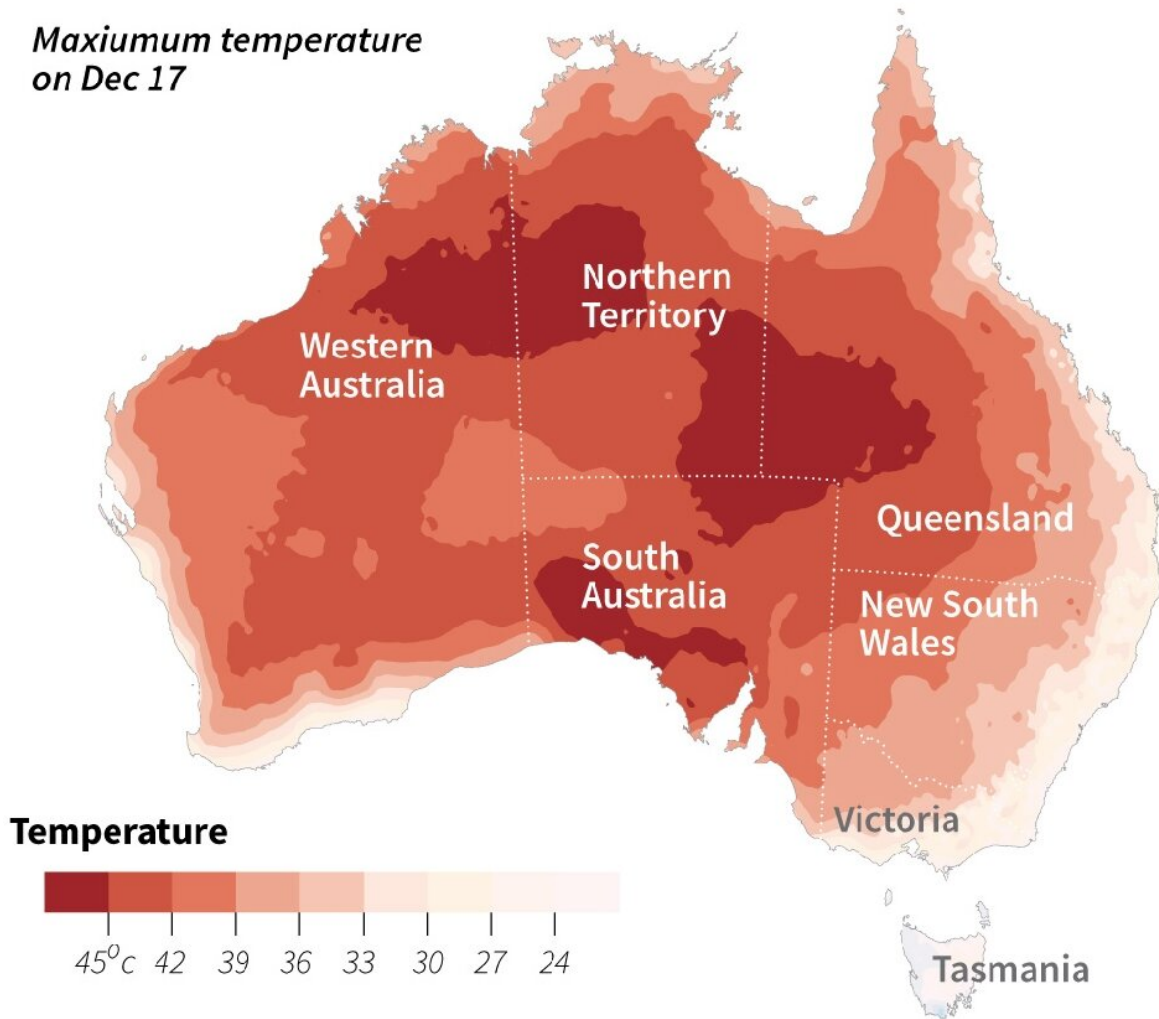 Maxiumum temperature
on Dec 17
Northern
Territory
Western
Australia
Queensland
South
Australia
New South
Wales
Victoria
Temperature
45°c 42 39 36 33 30 27 24
Tasmania